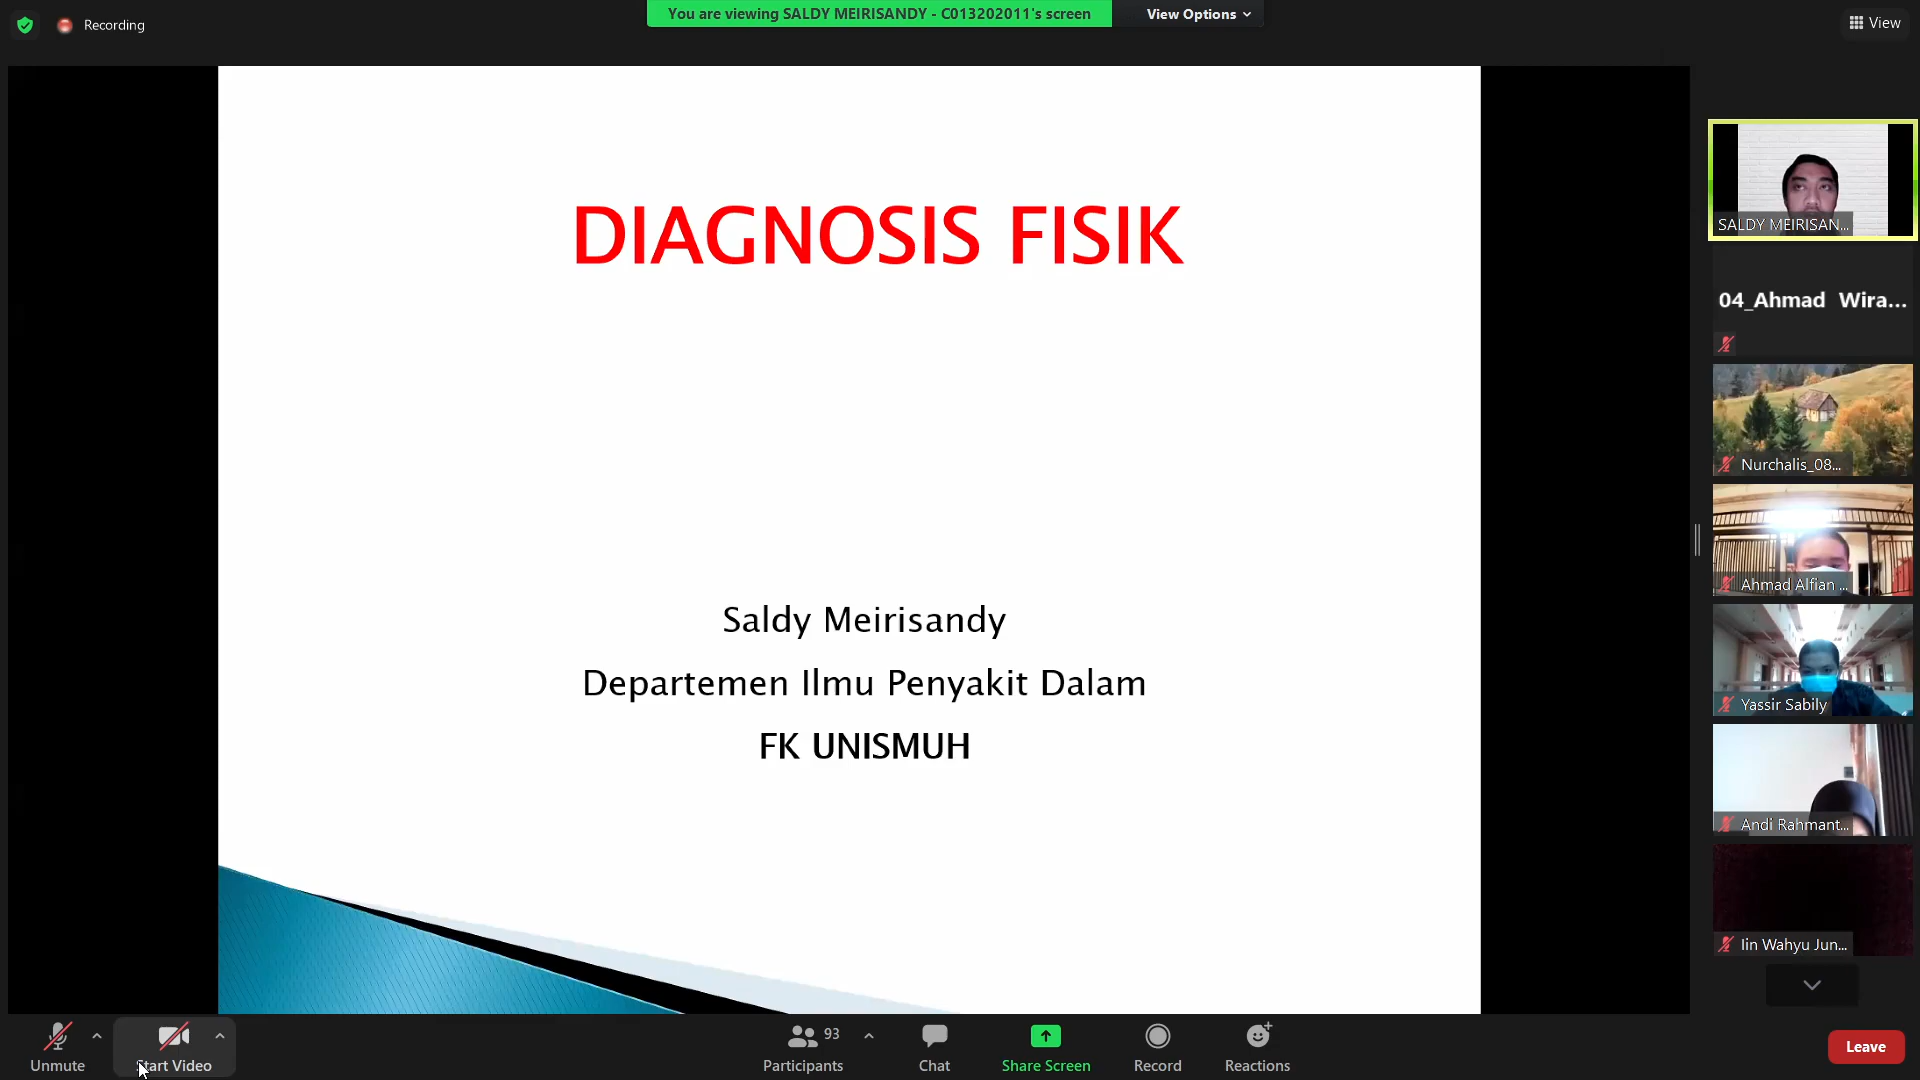 Recording
You are viewing SALDY MEIRISANDY - C013202011's screen
View Options
View
DIAGNOSIS FISIK
Saldy Meirisandy
Departemen Ilmu Penyakit Dalam
FK UNISMUH
SALDY MEIRISAN...
04_Ahmad Wira...
Nurchalis_08...
Ahmad Alfian ...
Yassir Sabily
Andi Rahmant...
Iin Wahyu Jun...
Unmute
Start Video
93
Participants
Chat
Share Screen
Record
Reactions
Leave